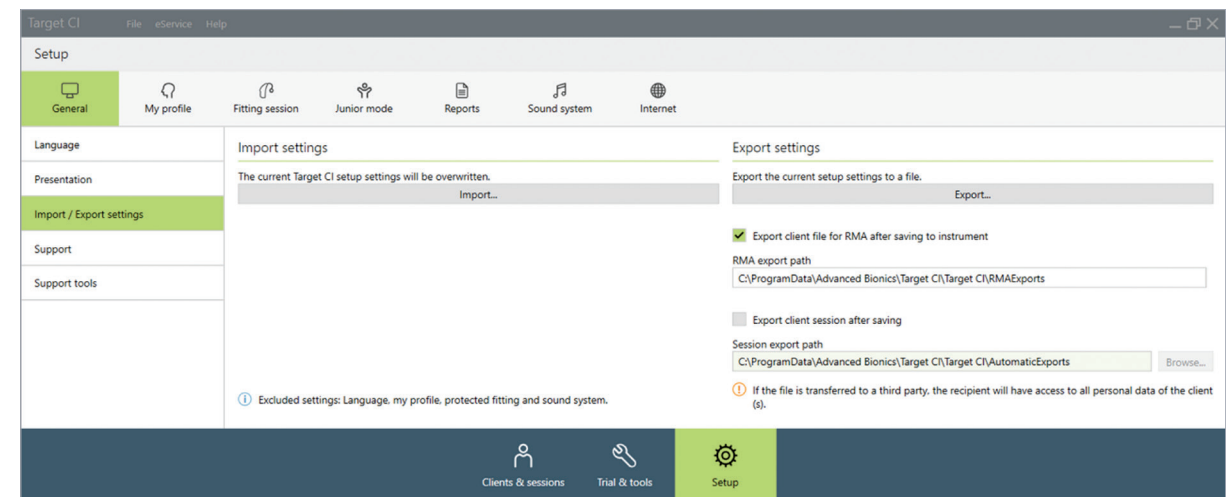 Target CI File eService Help
Setup
General My profile Fitting session Junior mode Reports Sound system Internet
Language
Presentation
Import / Export settings
Support
Support tools
Import settings
The current Target CI setup settings will be overwritten.
Import...
Excluded settings: Language, my profile, protected fitting and sound system.
Export settings
Export the current setup settings to a file.
Export...
Export client file for RMA after saving to instrument
RMA export path
C:\ProgramData\Advanced Bionics\Target CI\Target CI\RMAExports
Export client session after saving
Session export path
C:\ProgramData\Advanced Bionics\Target CI\Target CI\AutomaticExports Browse...
If the file is transferred to a third party, the recipient will have access to all personal data of the client
(s).
Clients & sessions Trial & tools Setup